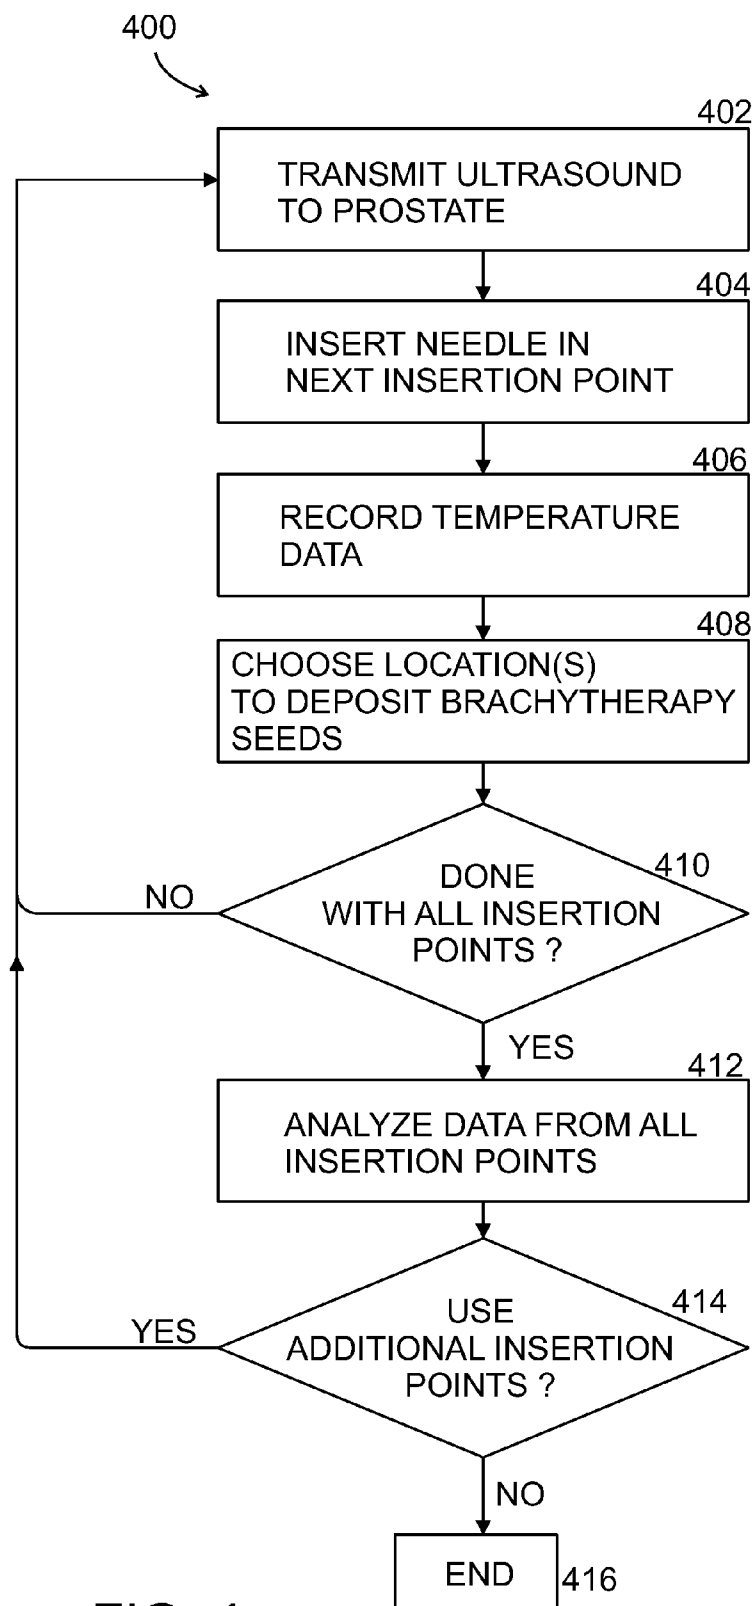 400
402
TRANSMIT ULTRASOUND
TO PROSTATE
404
INSERT NEEDLE IN
NEXT INSERTION POINT
406
RECORD TEMPERATURE
DATA
408
CHOOSE LOCATION(S)
TO DEPOSIT BRACHYTHERAPY
SEEDS
410
DONE
WITH ALL INSERTION
POINTS ?
NO
YES
412
ANALYZE DATA FROM ALL
INSERTION POINTS
414
USE
ADDITIONAL INSERTION
POINTS ?
YES
NO
END
416